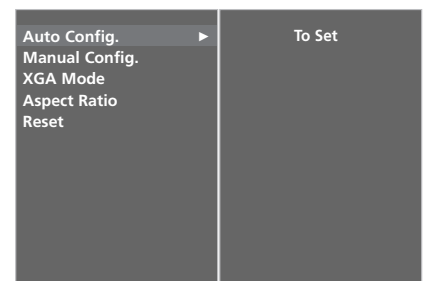 Auto Config. ► To Set
Manual Config.
XGA Mode
Aspect Ratio
Reset